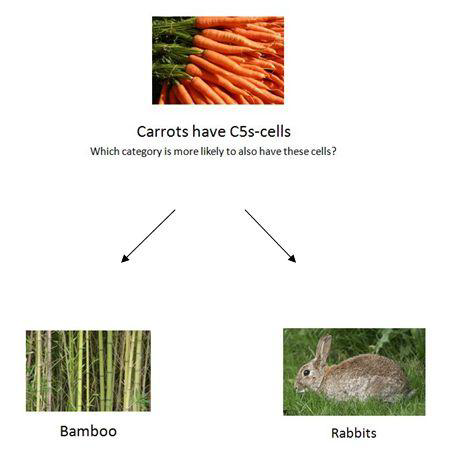 Carrots have C5s-cells
Which category is more likely to also have these cells?
Bamboo
Rabbits